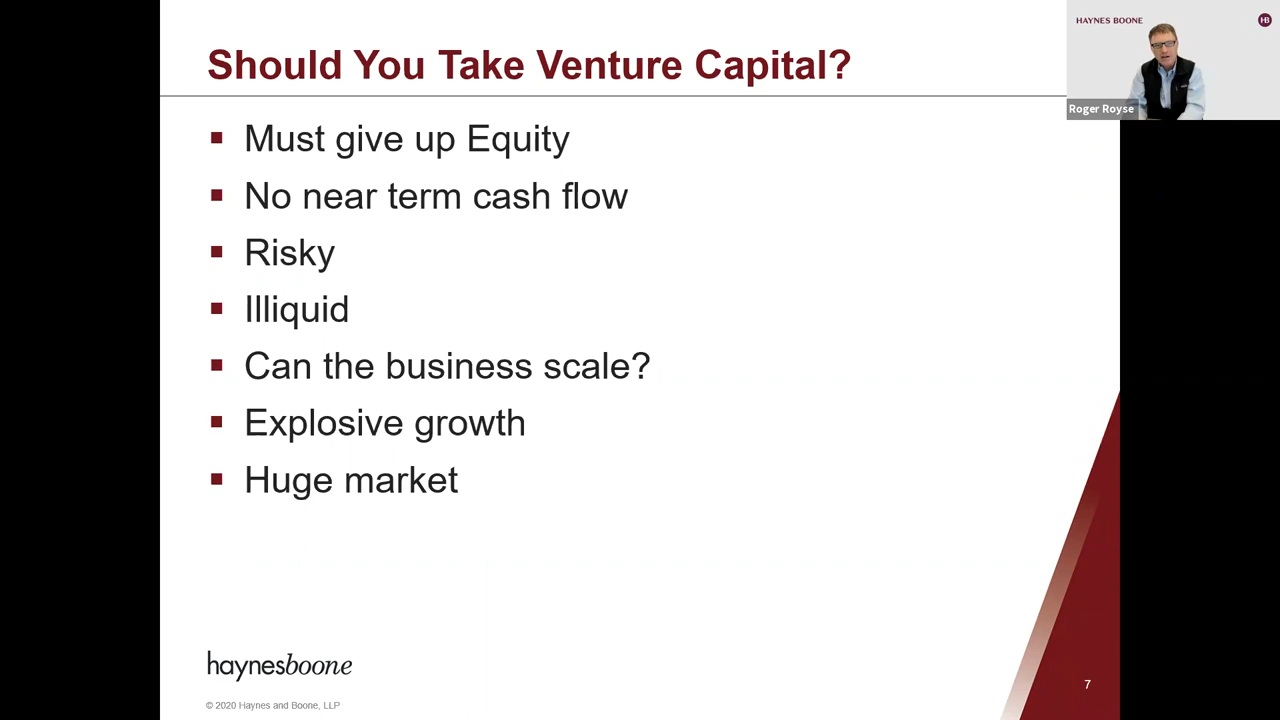 Should You Take Venture Capital?
Must give up Equity
No near term cash flow
Risky
Illiquid
Can the business scale?
Explosive growth
Huge market
haynesboone
© 2020 Haynes and Boone, LLP
7
HAYNES BOONE
HB
Roger Royse